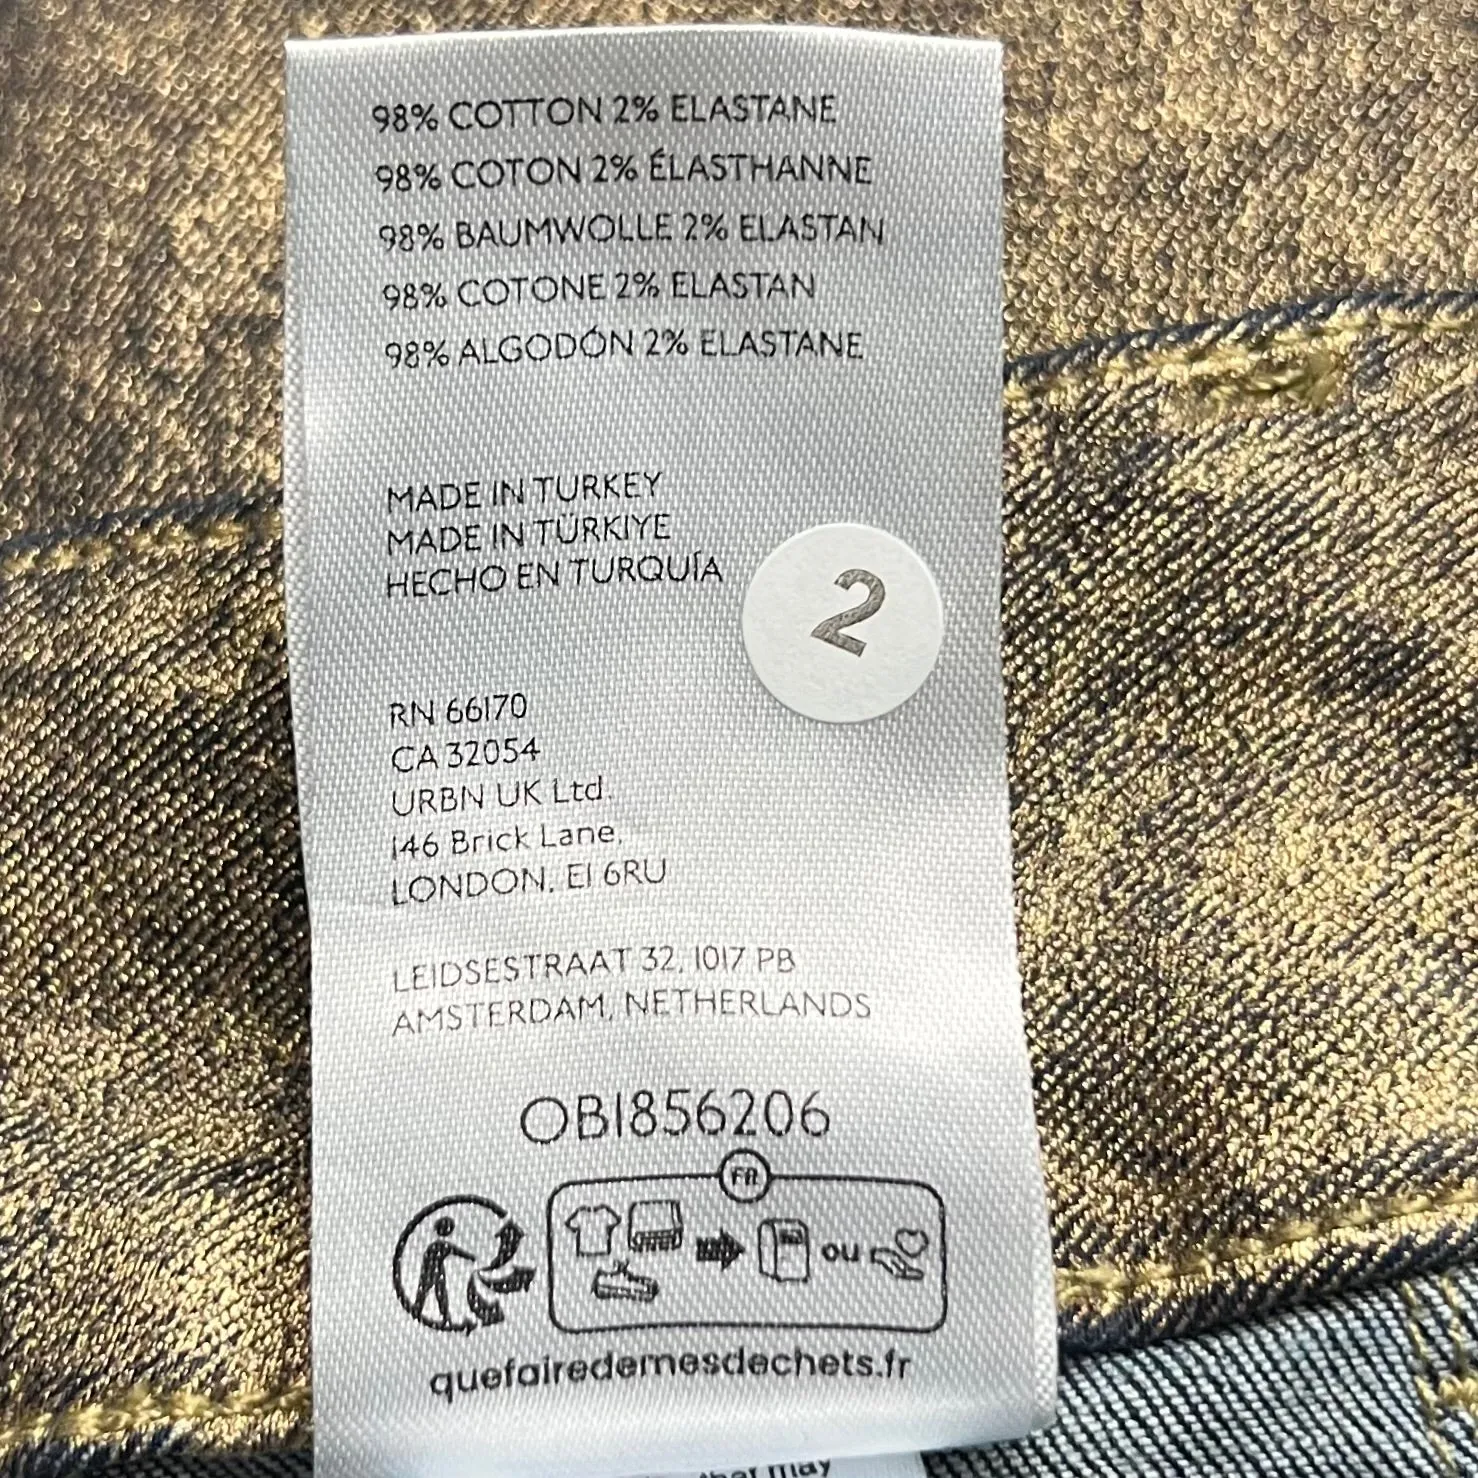 98% COTTON 2% ELASTANE
98% COTON 2% ÉLASTHANNE
98% BAUMWOLLE 2% ELASTAN
98% COTONE 2% ELASTAN
98% ALGODÓN 2% ELASTANE
MADE IN TURKEY
MADE IN TÜRKIYE
HECHO EN TURQUÍA
2
RN 66170
CA 32054
URBN UK Ltd.
146 Brick Lane,
LONDON, E1 6RU
LEIDSESTRAAT 32, 1017 PB
AMSTERDAM, NETHERLANDS
OB1856206
FR
ou
quefairedemesdechets.fr
that may